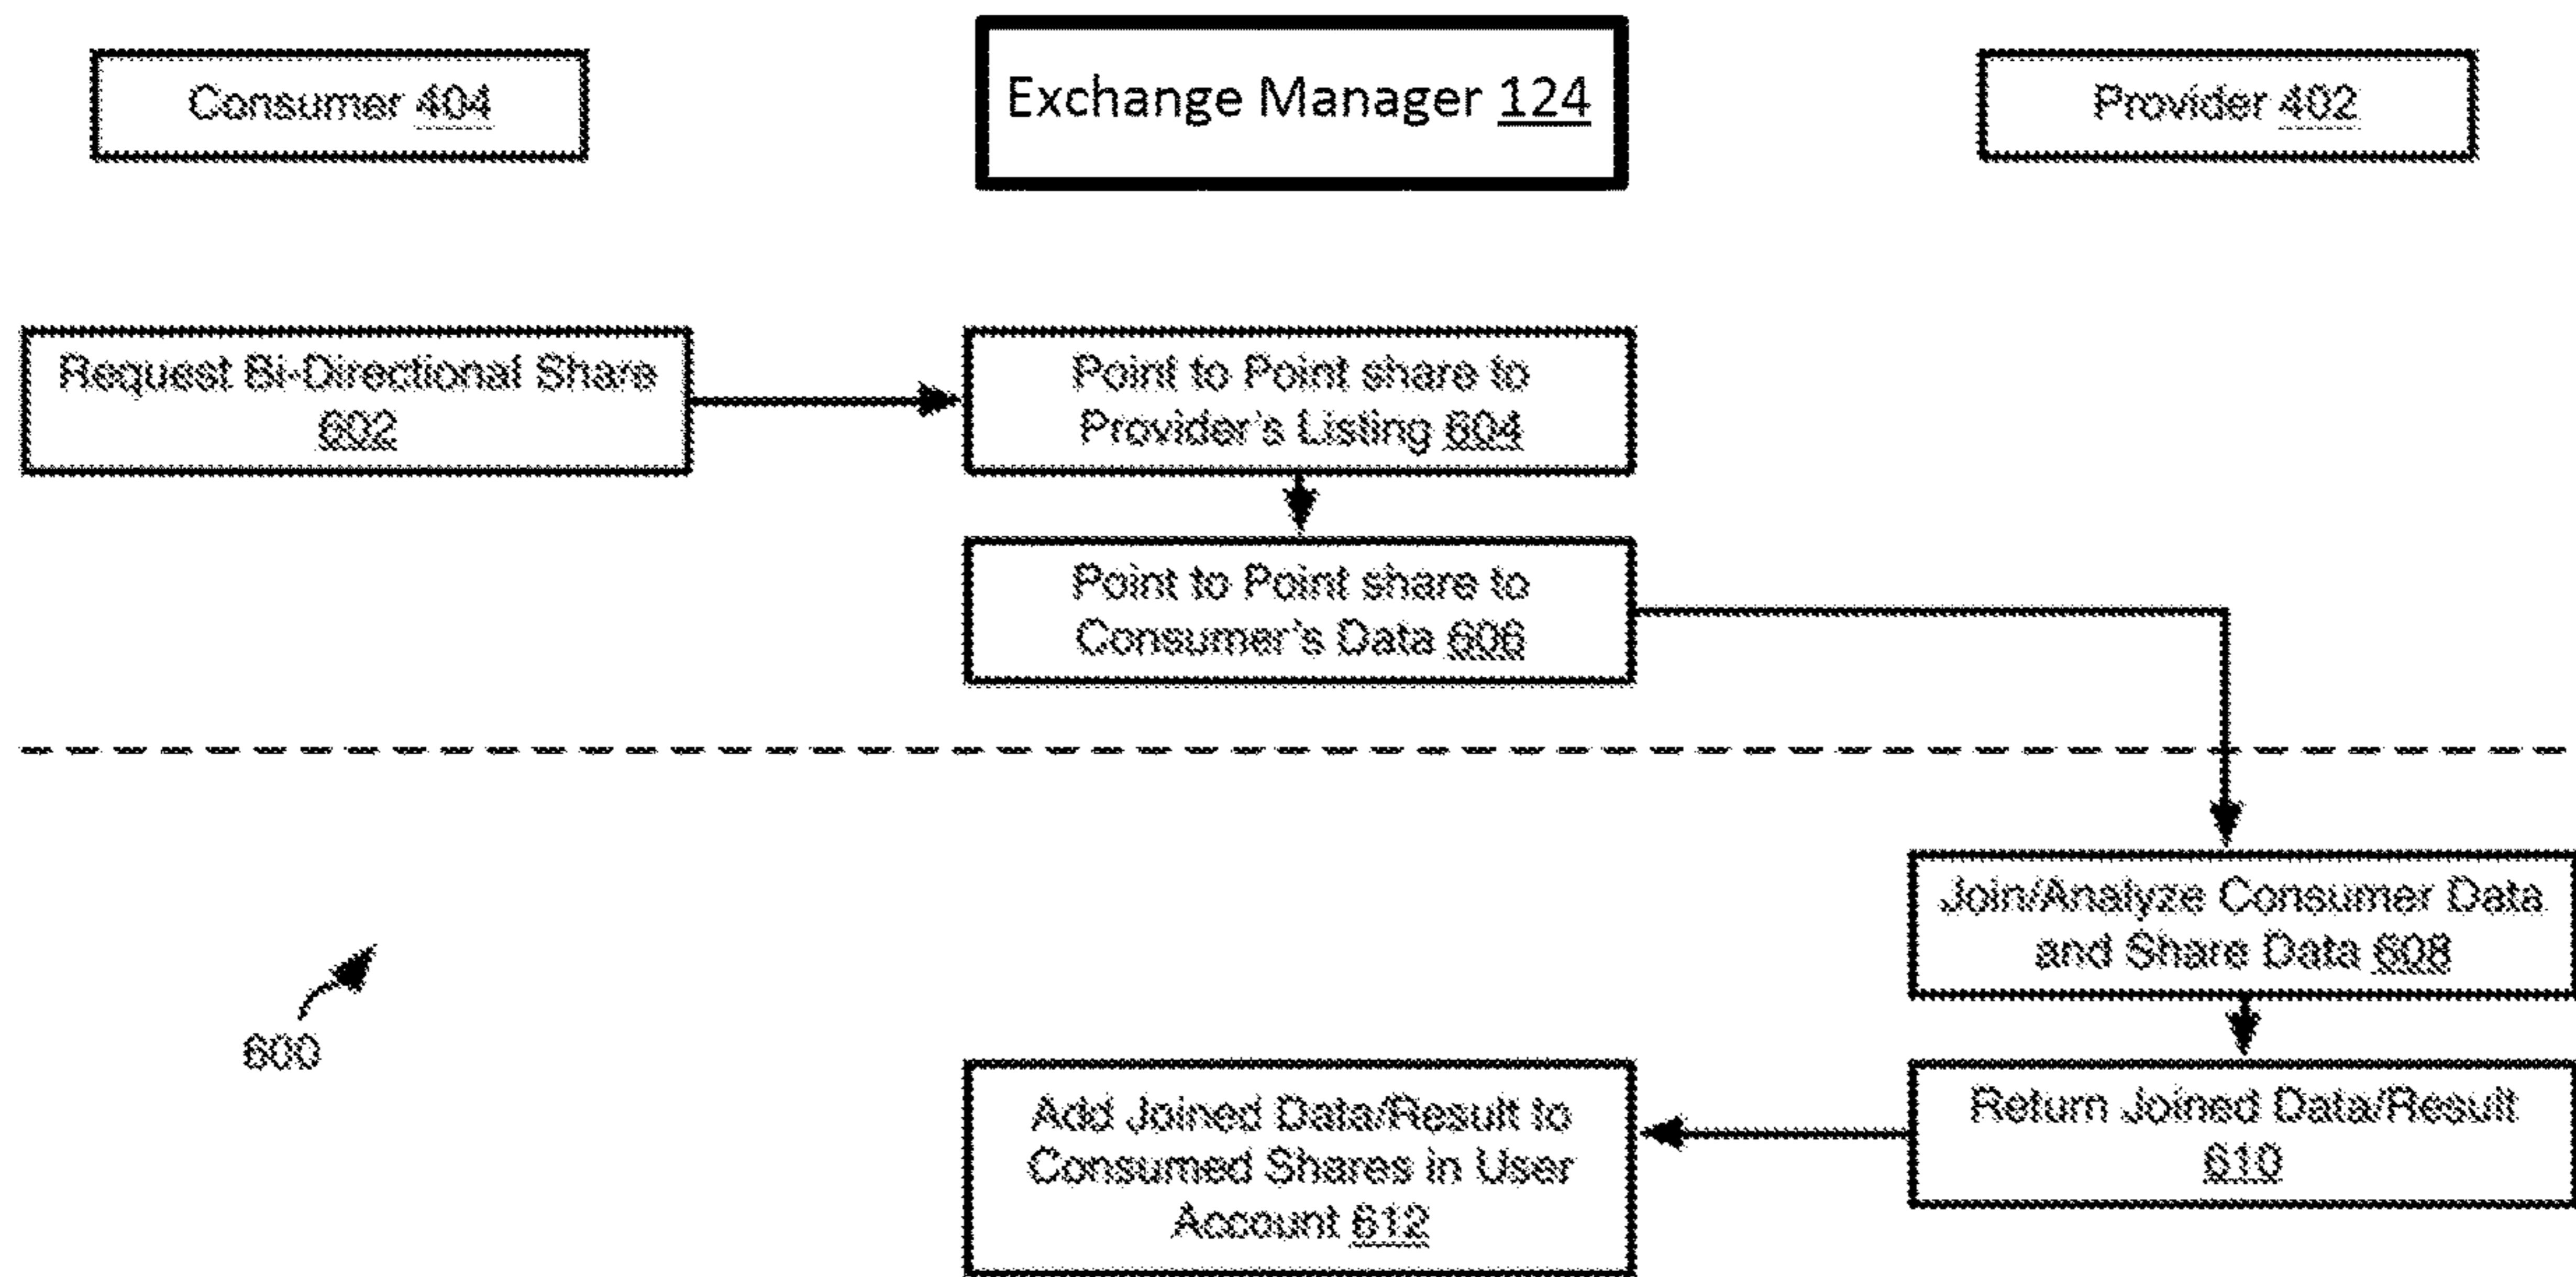 Consumer 404
Exchange Manager 124
Provider 402
Request Bi-Directional Share
602
Point to Point share to
Provider's Listing 604
Point to Point share to
Consumer's Data 606
Join/Analyze Consumer Data
and Share Data 608
600
Return Joined Data/Result
610
Add Joined Data/Result to
Consumed Shares in User
Account 612